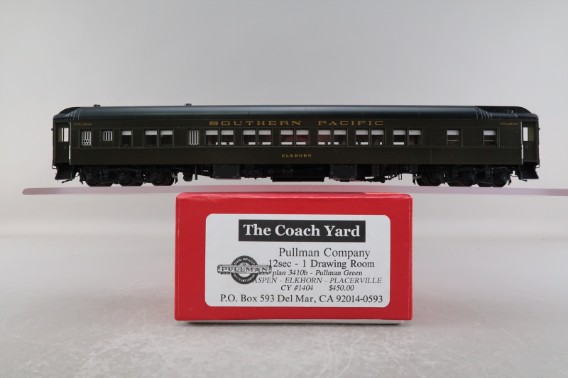 SOUTHERN PACIFIC
ELKHORN
The Coach Yard
Pullman Company
12sec - 1 Drawing Room
plan 3410b - Pullman Green
PULLMAN
ASPEN - ELKHORN - PLACERVILLE
CY #1404 $450.00
P.O. Box 593 Del Mar, CA 92014-0593